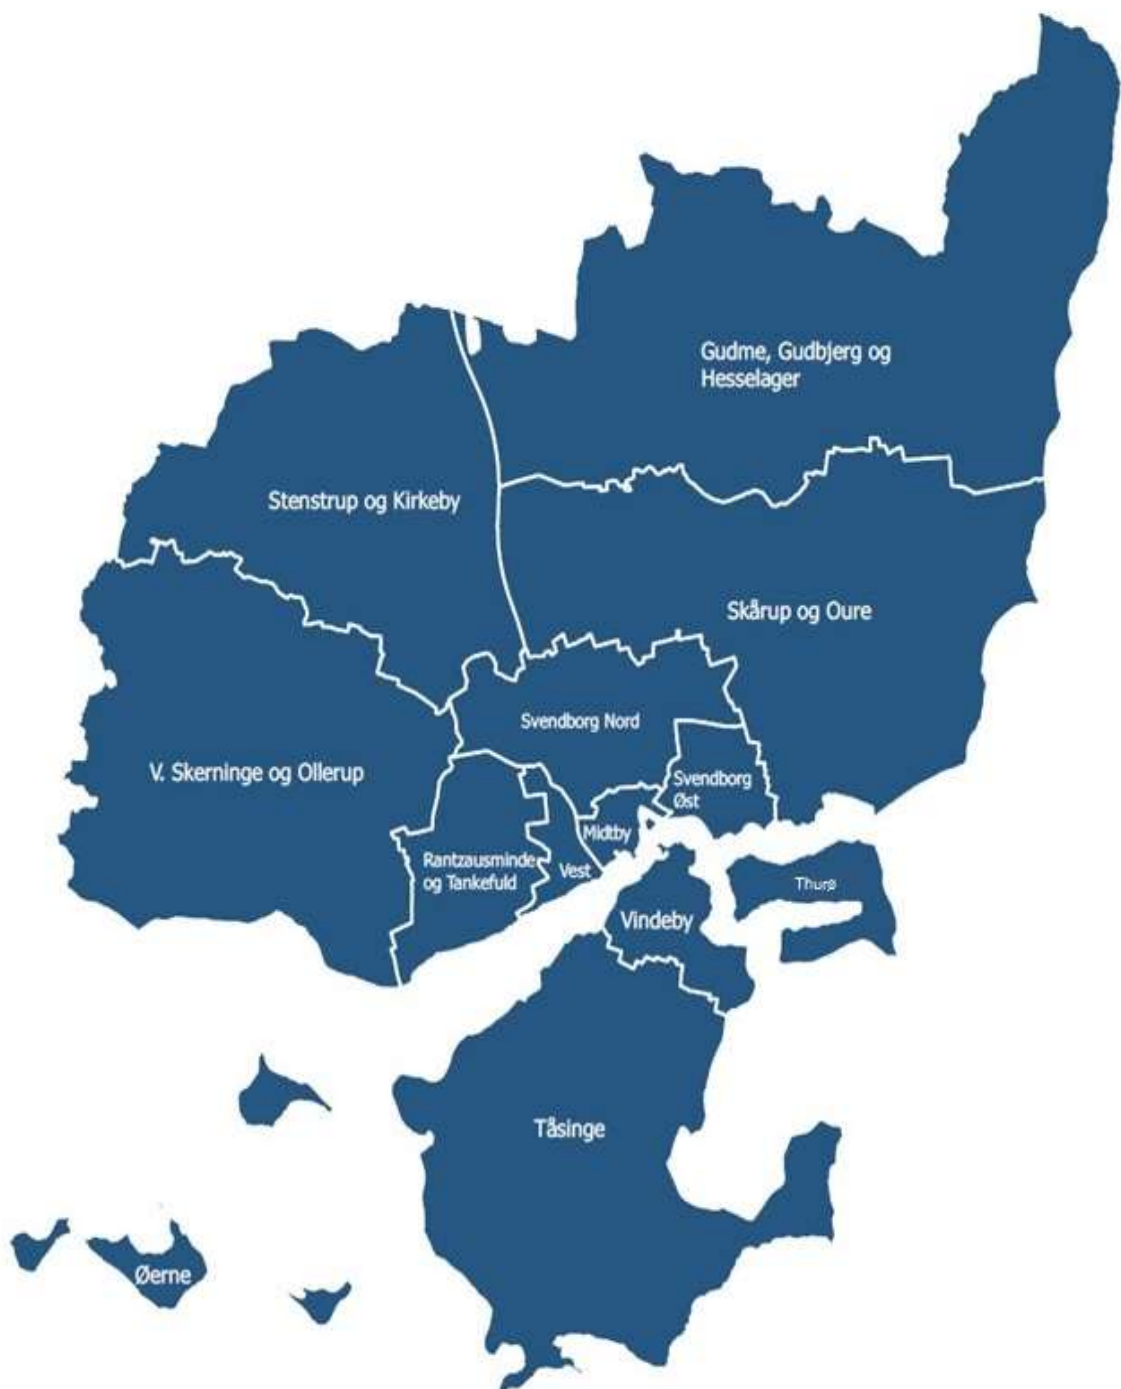 Gudme, Gudbjerg og
Hesselager
Stenstrup og Kirkeby
Skårup og Oure
Svendborg Nord
V. Skerninge og Ollerup
Svendborg
Øst
Midtby
Rantzausminde
og Tankefuld
Vest
Thurø
Vindeby
Tåsinge
Øerne